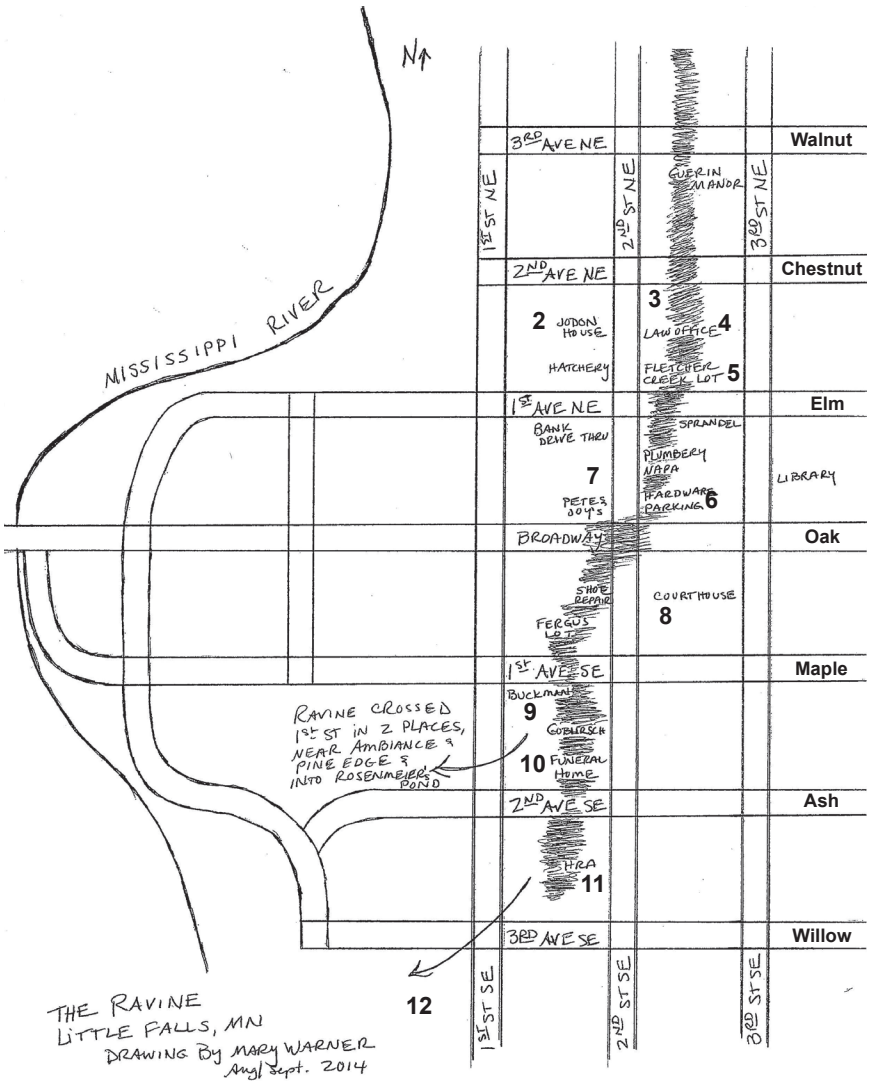 N↑
3RD AVE NE
Walnut
GUERIN
MANOR
1ST ST NE
2ND ST NE
3RD ST NE
2ND AVE NE
Chestnut
MISSISSIPPI RIVER
2
JODON
HOUSE
3
LAW OFFICE
4
HATCHERY
FLETCHER
CREEK LOT
5
1ST AVE NE
Elm
BANK
DRIVE THRU
SPRANDEL
PLUMBERY
NAPA
7
LIBRARY
PETE &
JOY'S
HARDWARE
PARKING
6
BROADWAY
Oak
SHOE
REPAIR
COURTHOUSE
8
FERGUS
LOT
1ST AVE SE
Maple
BUCKMAN
9
RAVINE CROSSED
1ST ST IN 2 PLACES,
NEAR AMBIANCE &
PINE EDGE &
INTO ROSENMEIER'S
POND
10
FUNERAL
HOME
2ND AVE SE
Ash
HRA
11
3RD AVE SE
Willow
12
1ST ST SE
2ND ST SE
3RD ST SE
THE RAVINE
LITTLE FALLS, MN
DRAWING BY MARY WARNER
Aug/Sept. 2014